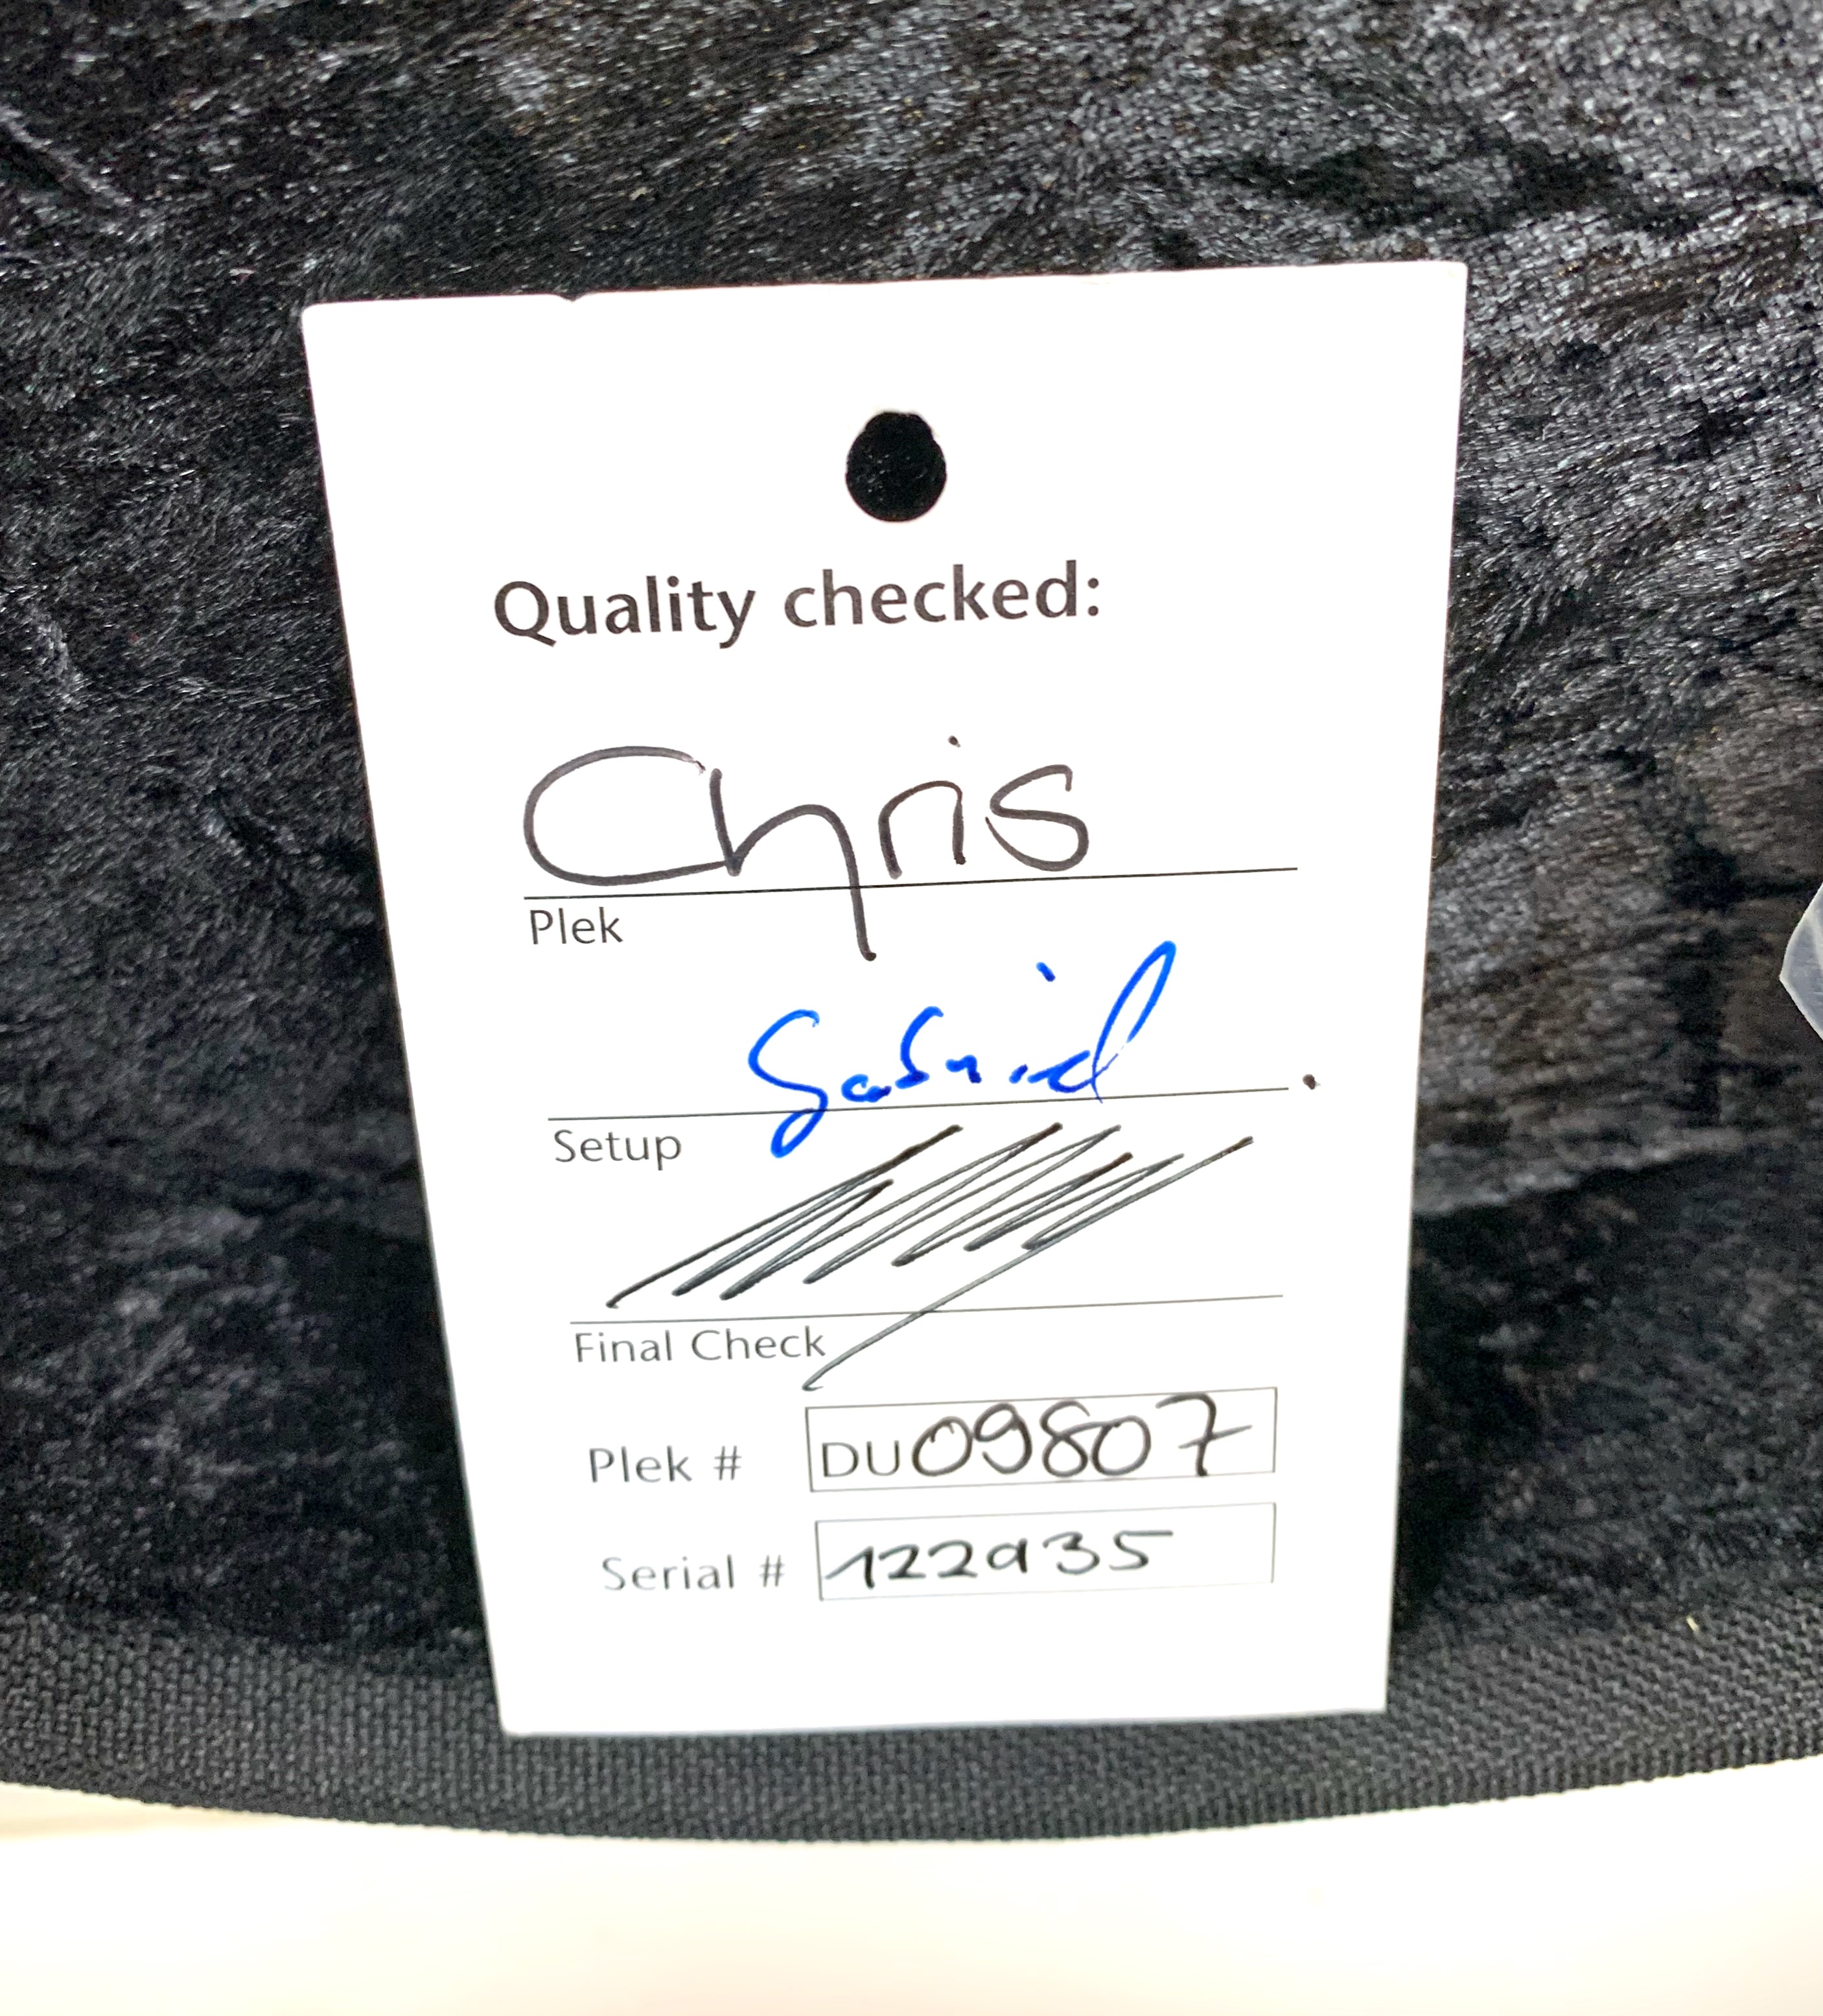 Quality checked:
Chris
Plek
Gabriel
Setup
Final Check
Plek # DU09807
Serial # 122935